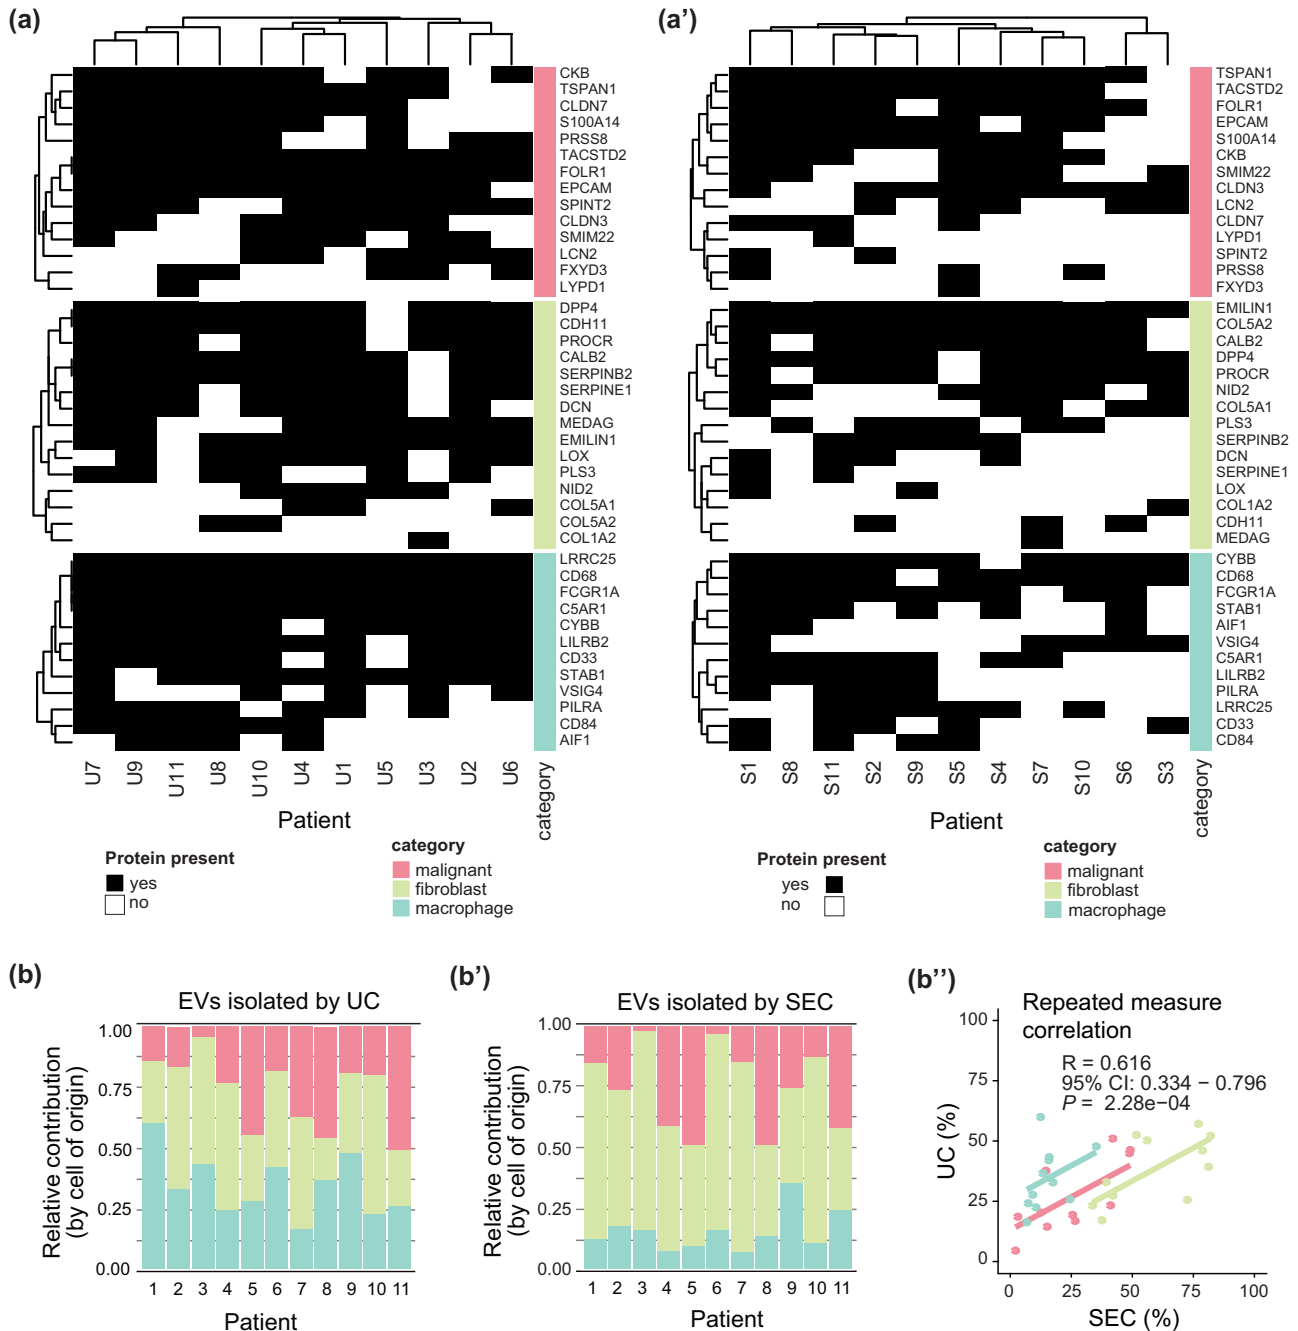 (a)
CKB
TSPAN1
CLDN7
S100A14
PRSS8
TACSTD2
FOLR1
EPCAM
SPINT2
CLDN3
SMIM22
LCN2
FXYD3
LYPD1
DPP4
CDH11
PROCR
CALB2
SERPINB2
SERPINE1
DCN
MEDAG
EMILIN1
LOX
PLS3
NID2
COL5A1
COL5A2
COL1A2
LRRC25
CD68
FCGR1A
C5AR1
CYBB
LILRB2
CD33
STAB1
VSIG4
PILRA
CD84
AIF1
U7 U9 U11 U8 U10 U4 U1 U5 U3 U2 U6 category
Patient
Protein present
yes
no
category
malignant
fibroblast
macrophage
(a')
TSPAN1
TACSTD2
FOLR1
EPCAM
S100A14
CKB
SMIM22
CLDN3
LCN2
CLDN7
LYPD1
SPINT2
PRSS8
FXYD3
EMILIN1
COL5A2
CALB2
DPP4
PROCR
NID2
COL5A1
PLS3
SERPINB2
DCN
SERPINE1
LOX
COL1A2
CDH11
MEDAG
CYBB
CD68
FCGR1A
STAB1
AIF1
VSIG4
C5AR1
LILRB2
PILRA
LRRC25
CD33
CD84
S1 S8 S11 S2 S9 S5 S4 S7 S10 S6 S3 category
Patient
Protein present
yes
no
category
malignant
fibroblast
macrophage
(b)
EVs isolated by UC
Relative contribution
(by cell of origin)
1.00
0.75
0.50
0.25
0.00
1 2 3 4 5 6 7 8 9 10 11
Patient
(b')
EVs isolated by SEC
Relative contribution
(by cell of origin)
1.00
0.75
0.50
0.25
0.00
1 2 3 4 5 6 7 8 9 10 11
Patient
(b'')
Repeated measure
correlation
R = 0.616
95% CI: 0.334 − 0.796
P = 2.28e−04
UC (%)
100
75
50
25
0
0 25 50 75 100
SEC (%)